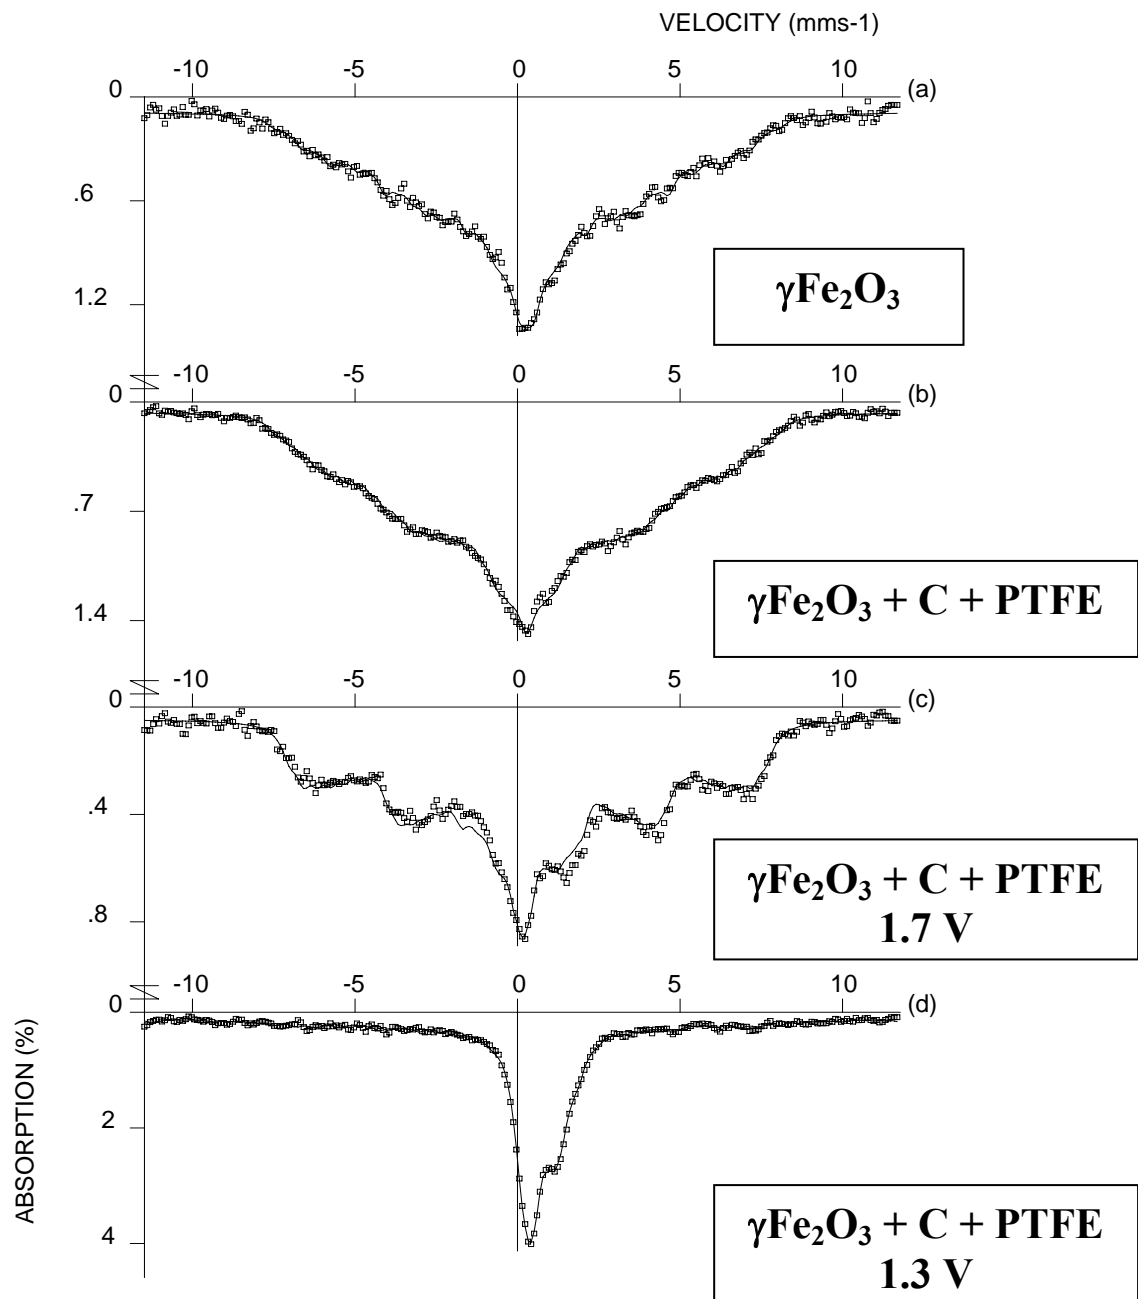 VELOCITY (mms-1)
-10 -5 0 5 10
0 (a)
.6
1.2
γFe₂O₃
-10 -5 0 5 10
0 (b)
.7
1.4
γFe₂O₃ + C + PTFE
-10 -5 0 5 10
0 (c)
.4
.8
γFe₂O₃ + C + PTFE
1.7 V
-10 -5 0 5 10
0 (d)
2
4
ABSORPTION (%)
γFe₂O₃ + C + PTFE
1.3 V